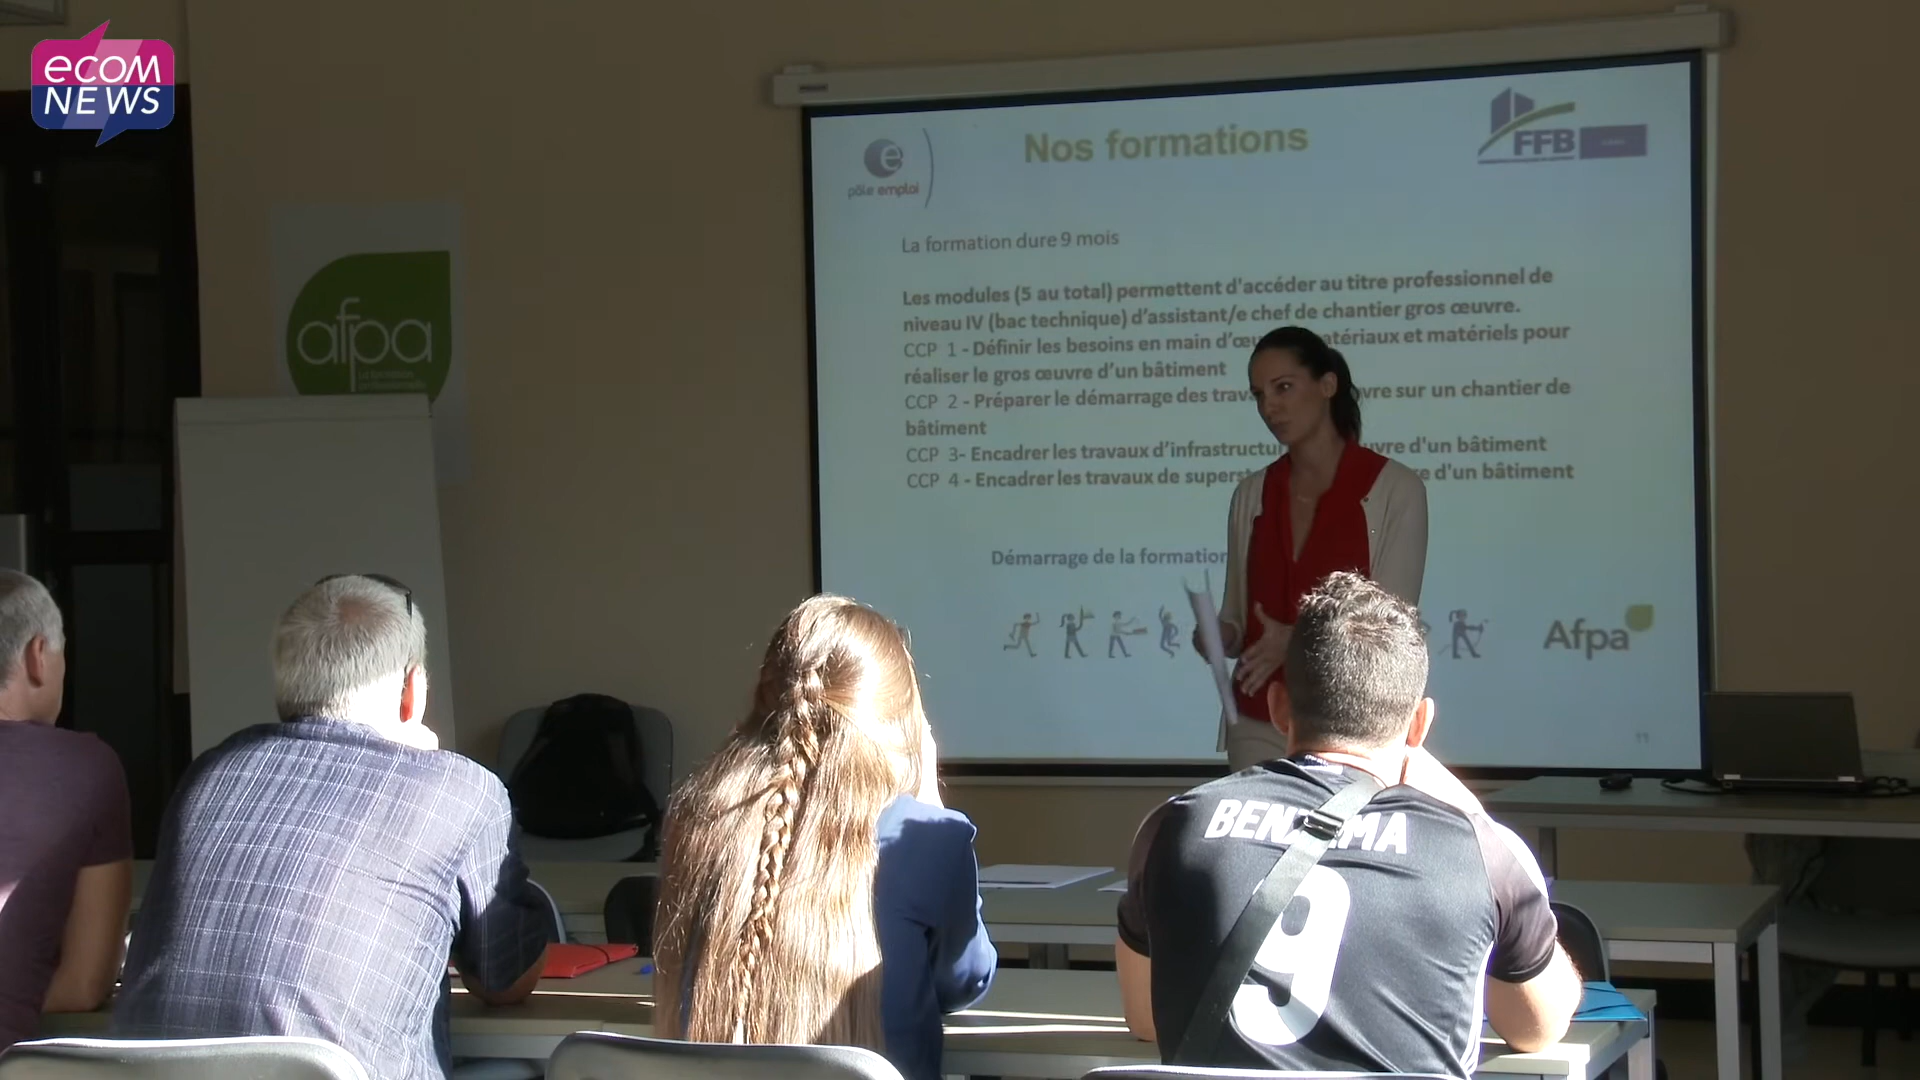 ecom
NEWS
Nos formations
pôle emploi
FFB
La formation dure 9 mois
Les modules (5 au total) permettent d'accéder au titre professionnel de
niveau IV (bac technique) d'assistant/e chef de chantier gros œuvre.
CCP 1 - Définir les besoins en main d'œu atériaux et matériels pour
réaliser le gros œuvre d'un bâtiment
CCP 2 - Préparer le démarrage des trav vre sur un chantier de
bâtiment
CCP 3- Encadrer les travaux d'infrastructu uvre d'un bâtiment
CCP 4 - Encadrer les travaux de supers e d'un bâtiment
Démarrage de la formation
Afpa
11
afpa
BENZEMA
9